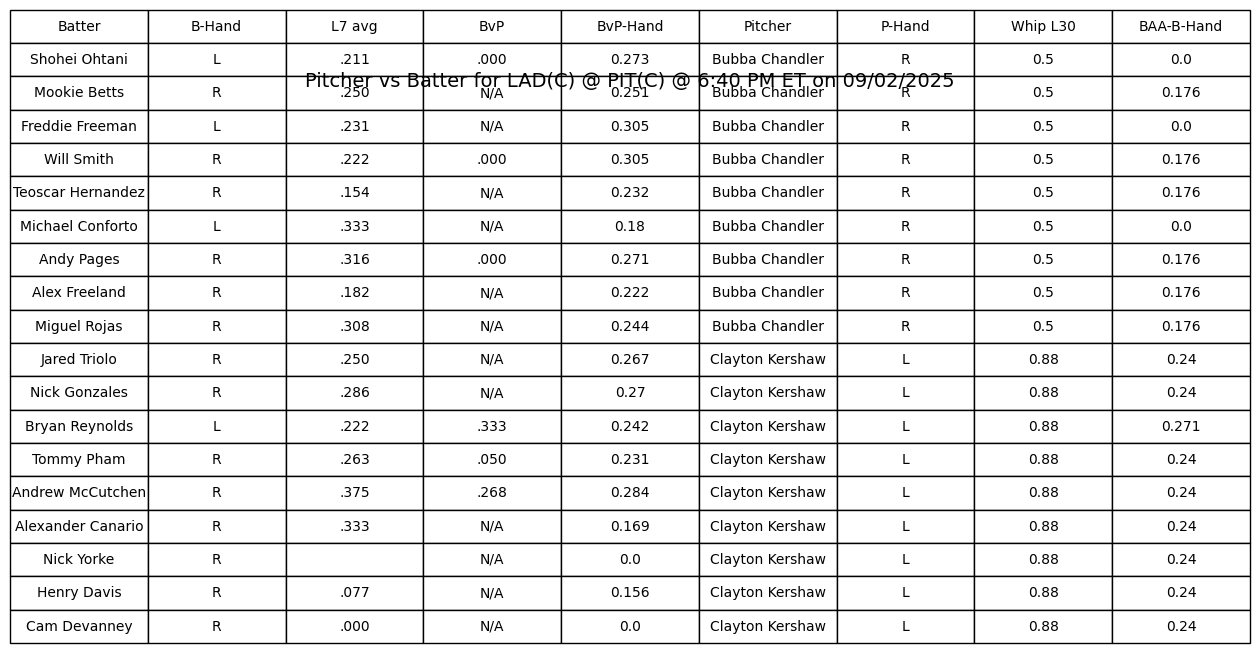 Batter B-Hand L7 avg BvP BvP-Hand Pitcher P-Hand Whip L30 BAA-B-Hand
Shohei Ohtani L .211 .000 0.273 Bubba Chandler R 0.5 0.0
Pitcher vs Batter for LAD(C) @ PIT(C) @ 6:40 PM ET on 09/02/2025
Mookie Betts R .250 N/A 0.251 Bubba Chandler R 0.5 0.176
Freddie Freeman L .231 N/A 0.305 Bubba Chandler R 0.5 0.0
Will Smith R .222 .000 0.305 Bubba Chandler R 0.5 0.176
Teoscar Hernandez R .154 N/A 0.232 Bubba Chandler R 0.5 0.176
Michael Conforto L .333 N/A 0.18 Bubba Chandler R 0.5 0.0
Andy Pages R .316 .000 0.271 Bubba Chandler R 0.5 0.176
Alex Freeland R .182 N/A 0.222 Bubba Chandler R 0.5 0.176
Miguel Rojas R .308 N/A 0.244 Bubba Chandler R 0.5 0.176
Jared Triolo R .250 N/A 0.267 Clayton Kershaw L 0.88 0.24
Nick Gonzales R .286 N/A 0.27 Clayton Kershaw L 0.88 0.24
Bryan Reynolds L .222 .333 0.242 Clayton Kershaw L 0.88 0.271
Tommy Pham R .263 .050 0.231 Clayton Kershaw L 0.88 0.24
Andrew McCutchen R .375 .268 0.284 Clayton Kershaw L 0.88 0.24
Alexander Canario R .333 N/A 0.169 Clayton Kershaw L 0.88 0.24
Nick Yorke R N/A 0.0 Clayton Kershaw L 0.88 0.24
Henry Davis R .077 N/A 0.156 Clayton Kershaw L 0.88 0.24
Cam Devanney R .000 N/A 0.0 Clayton Kershaw L 0.88 0.24